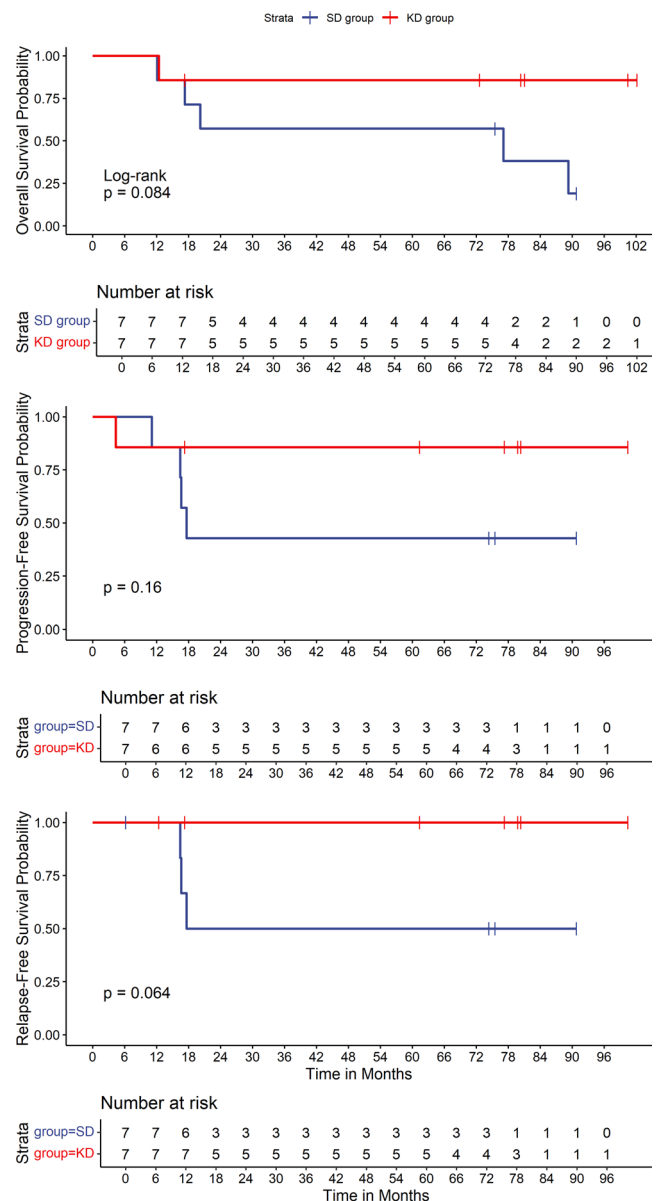 Strata SD group KD group
Overall Survival Probability
1.00
0.75
0.50
0.25
0.00
Log-rank
p = 0.084
0 6 12 18 24 30 36 42 48 54 60 66 72 78 84 90 96 102
Number at risk
Strata
SD group 7 7 7 5 4 4 4 4 4 4 4 4 4 2 2 1 0 0
KD group 7 7 7 5 5 5 5 5 5 5 5 5 5 4 2 2 2 1
0 6 12 18 24 30 36 42 48 54 60 66 72 78 84 90 96 102
Progression-Free Survival Probability
1.00
0.75
0.50
0.25
0.00
p = 0.16
0 6 12 18 24 30 36 42 48 54 60 66 72 78 84 90 96
Number at risk
Strata
group=SD 7 7 6 3 3 3 3 3 3 3 3 3 3 1 1 1 0
group=KD 7 6 6 5 5 5 5 5 5 5 5 4 4 3 1 1 1
0 6 12 18 24 30 36 42 48 54 60 66 72 78 84 90 96
Relapse-Free Survival Probability
1.00
0.75
0.50
0.25
0.00
p = 0.064
0 6 12 18 24 30 36 42 48 54 60 66 72 78 84 90 96
Time in Months
Number at risk
Strata
group=SD 7 7 6 3 3 3 3 3 3 3 3 3 3 1 1 1 0
group=KD 7 7 7 5 5 5 5 5 5 5 5 4 4 3 1 1 1
0 6 12 18 24 30 36 42 48 54 60 66 72 78 84 90 96
Time in Months